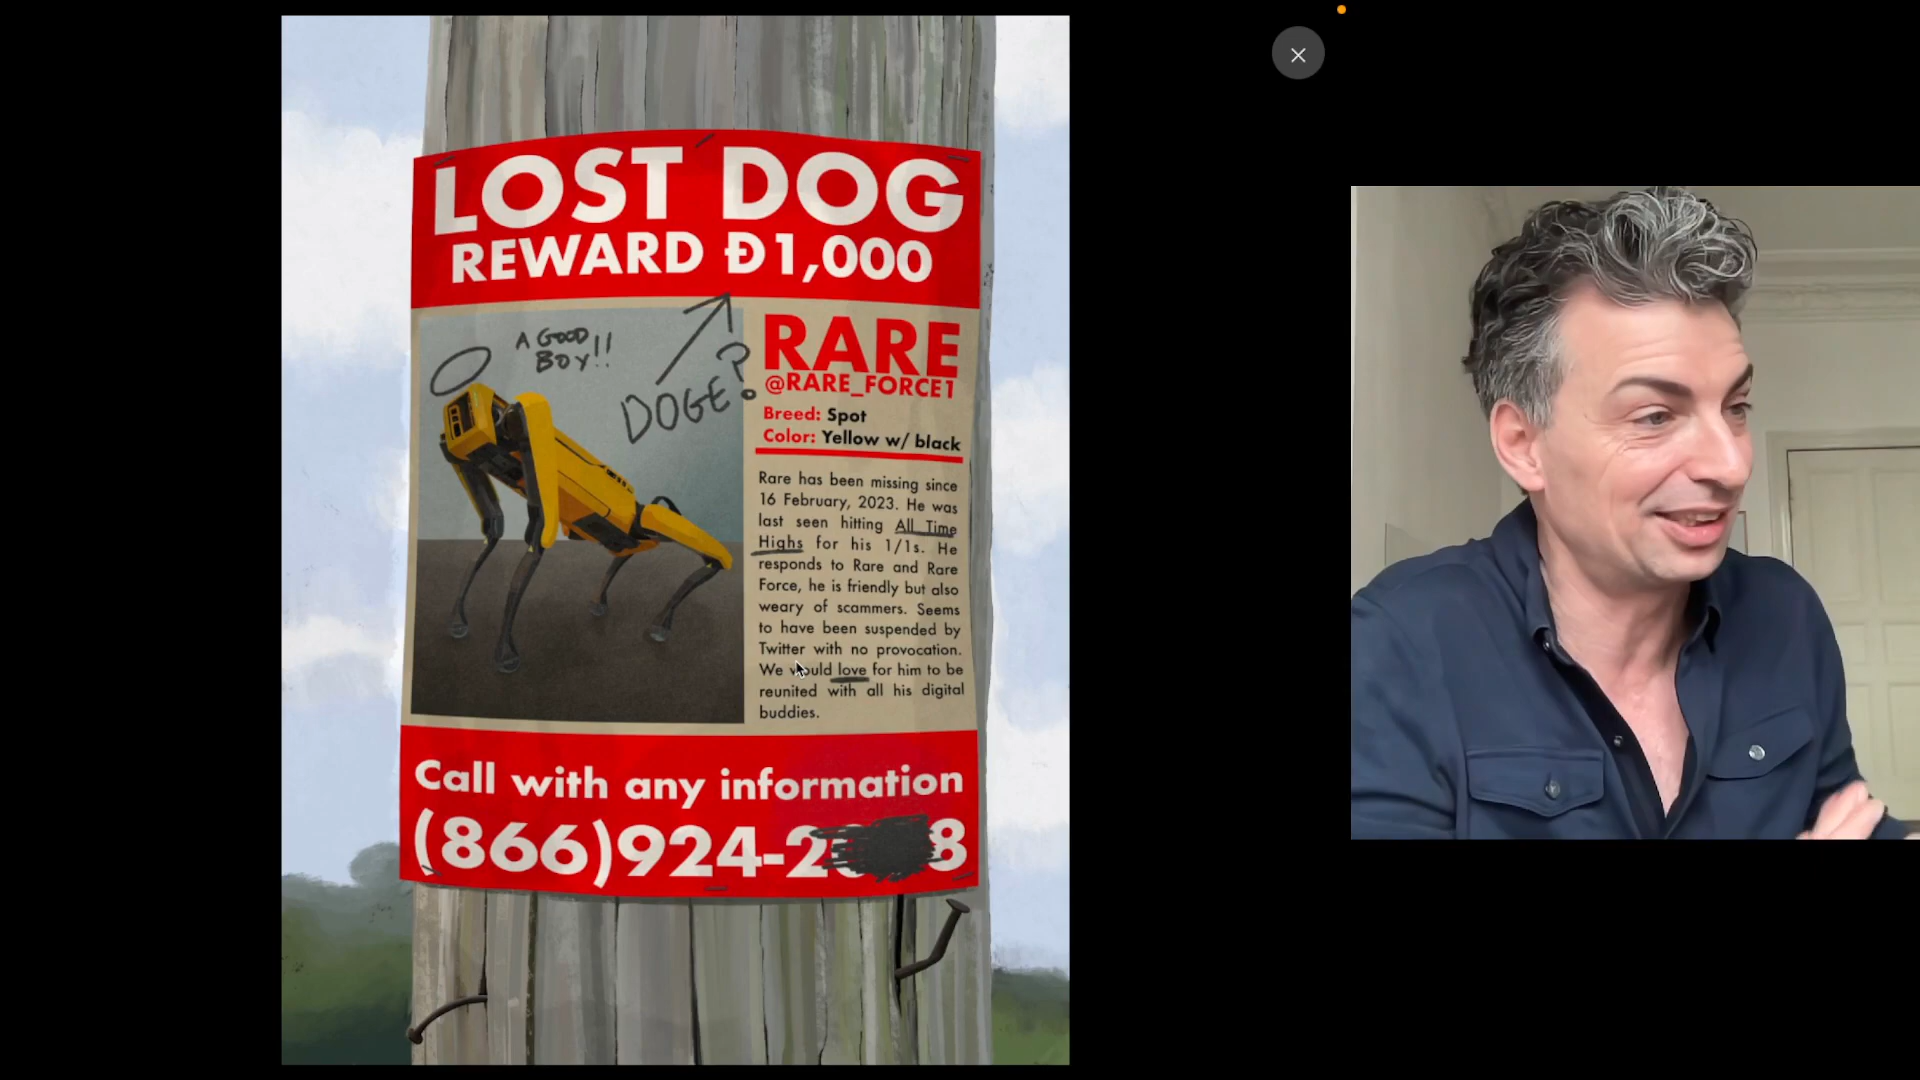 LOST DOG
REWARD Ð1,000
A GOOD
BOY!!
DOGE?
RARE
@RARE_FORCE1
Breed: Spot
Color: Yellow w/ black
Rare has been missing since
16 February, 2023. He was
last seen hitting All Time
Highs for his 1/1s. He
responds to Rare and Rare
Force, he is friendly but also
weary of scammers. Seems
to have been suspended by
Twitter with no provocation.
We would love for him to be
reunited with all his digital
buddies.
Call with any information
(866)924-2 8